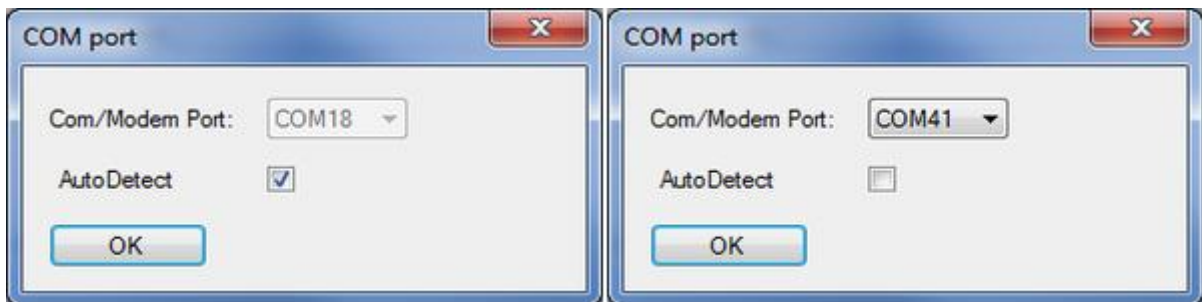 COM port
Com/Modem Port: COM18
AutoDetect
OK
COM port
Com/Modem Port: COM41
AutoDetect
OK